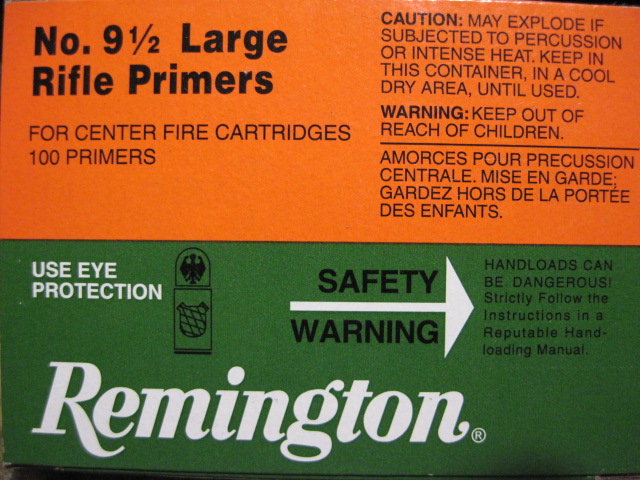 No. 9 ½ Large
Rifle Primers
FOR CENTER FIRE CARTRIDGES
100 PRIMERS
CAUTION: MAY EXPLODE IF
SUBJECTED TO PERCUSSION
OR INTENSE HEAT. KEEP IN
THIS CONTAINER, IN A COOL
DRY AREA, UNTIL USED.
WARNING: KEEP OUT OF
REACH OF CHILDREN.
AMORCES POUR PRECUSSION
CENTRALE. MISE EN GARDE;
GARDEZ HORS DE LA PORTÉE
DES ENFANTS.
USE EYE
PROTECTION
SAFETY
WARNING
HANDLOADS CAN
BE DANGEROUS!
Strictly Follow the
Instructions in a
Reputable Hand-
loading Manual.
Remington®